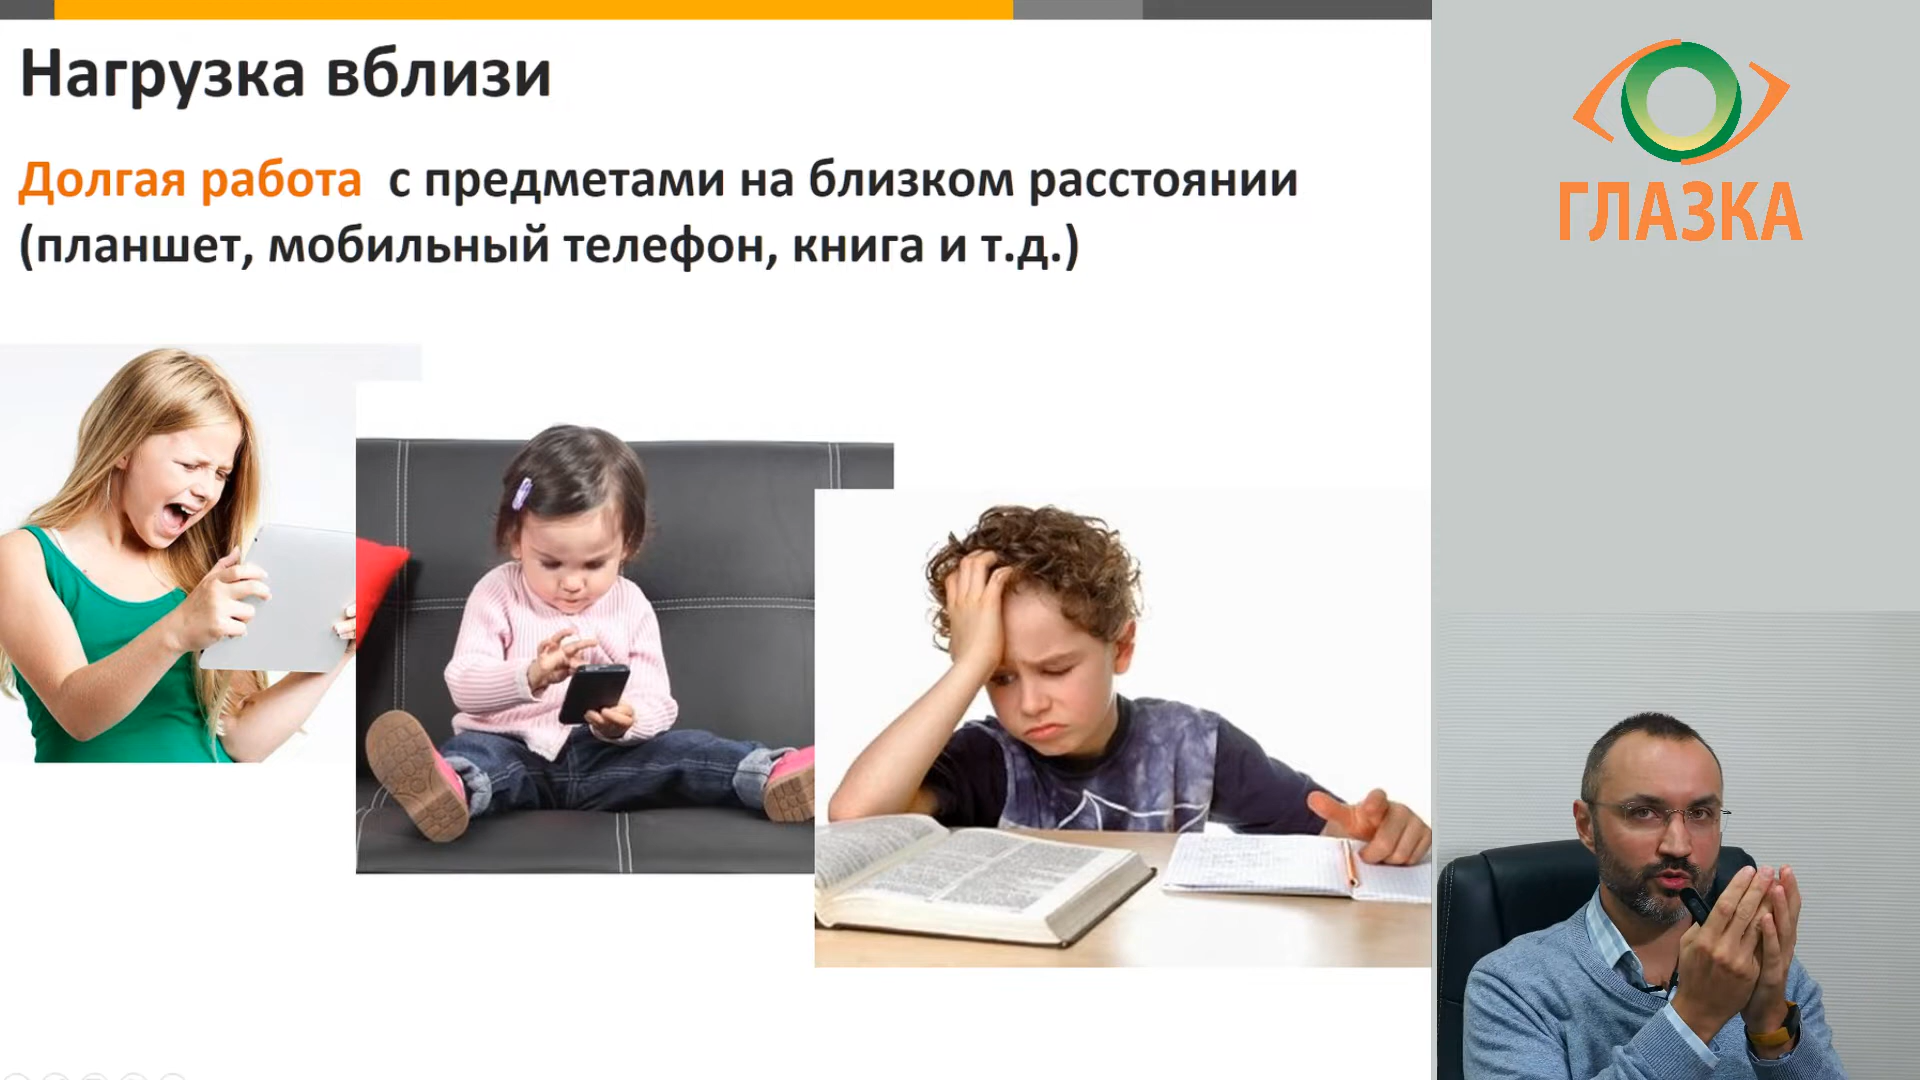 Нагрузка вблизи
Долгая работа с предметами на близком расстоянии
(планшет, мобильный телефон, книга и т.д.)
ГЛАЗКА